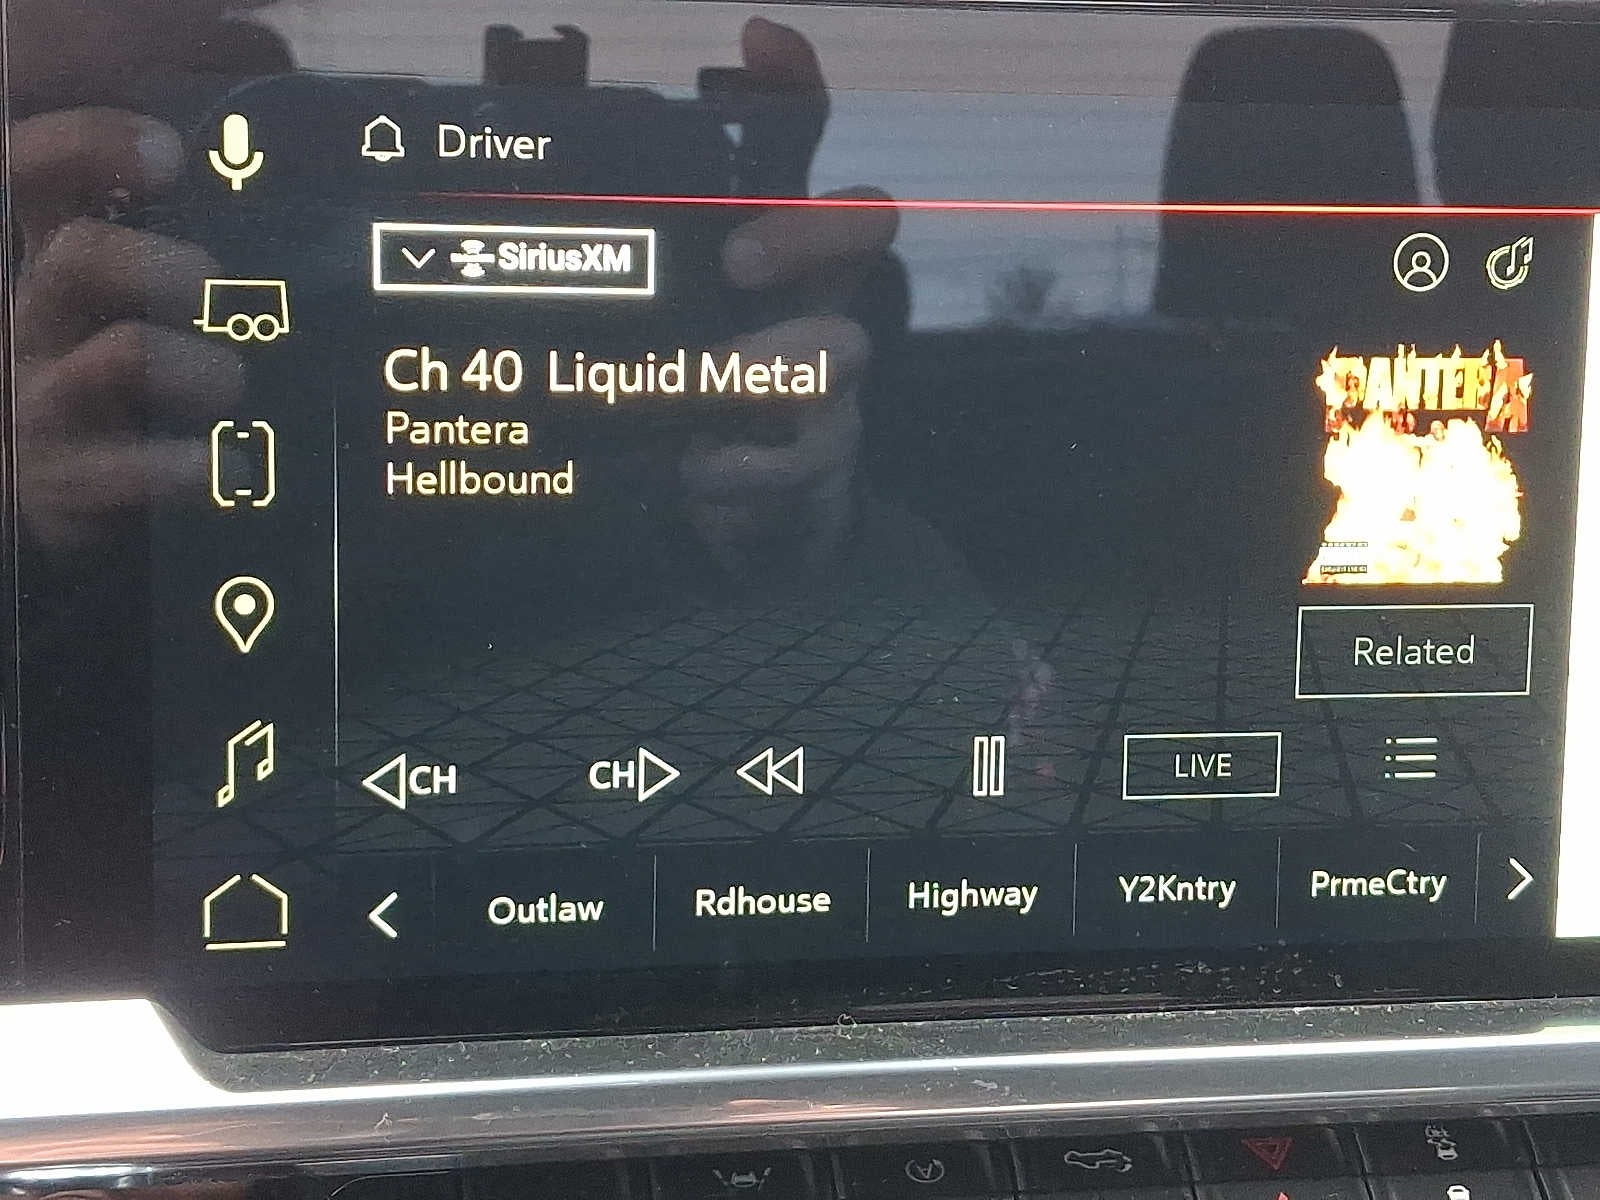 Driver
SiriusXM
Ch 40 Liquid Metal
Pantera
Hellbound
PANTERA
Related
CH
CH
LIVE
Outlaw
Rdhouse
Highway
Y2Kntry
PrmeCtry